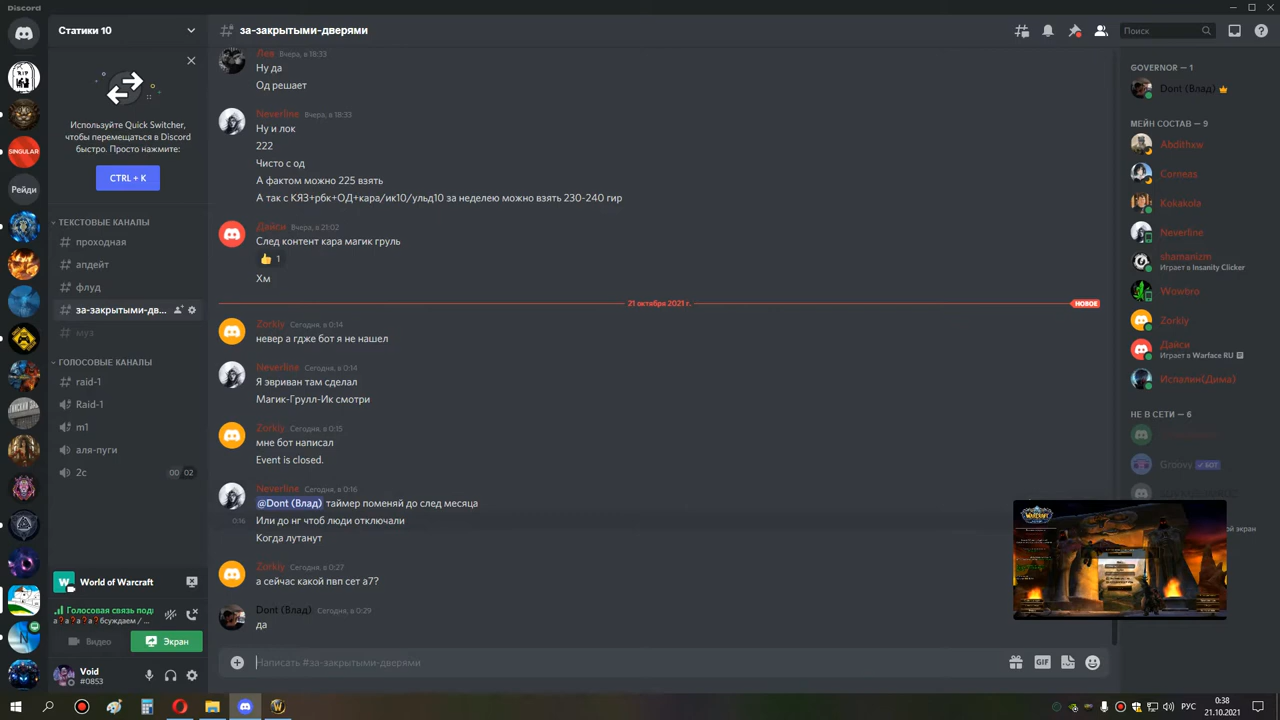 Discord
Статики 10
за-закрытыми-дверями
Поиск
Используйте Quick Switcher,
чтобы перемещаться в Discord
быстро. Просто нажмите:
CTRL + K
ТЕКСТОВЫЕ КАНАЛЫ
проходная
апдейт
флуд
за-закрытыми-дв...
муз
ГОЛОСОВЫЕ КАНАЛЫ
raid-1
Raid-1
m1
аля-пуги
2с
00 02
RIP
SINGULAR
Рейди
World of Warcraft
Голосовая связь подк
Видео
Экран
Void
#0853
Лев Вчера, в 18:33
Ну да
Од решает
Neverline Вчера, в 18:33
Ну и лок
222
Чисто с од
А фактом можно 225 взять
А так с КЯЗ+рбк+ОД+кара/ик10/ульд10 за неделею можно взять 230-240 гир
Дайси Вчера, в 21:02
След контент кара магик груль
1
Хм
21 октября 2021 г.
НОВОЕ
Zorkiy Сегодня, в 0:14
невер а гдже бот я не нашел
Neverline Сегодня, в 0:14
Я эвриван там сделал
Магик-Грулл-Ик смотри
Zorkiy Сегодня, в 0:15
мне бот написал
Event is closed.
Neverline Сегодня, в 0:16
@Dont (Влад) таймер поменяй до след месяца
0:16 Или до нг чтоб люди отключали
Когда лутанут
Zorkiy Сегодня, в 0:27
а сейчас какой пвп сет а7?
Dont (Влад) Сегодня, в 0:29
да
Написать #за-закрытыми-дверями
GIF
GOVERNOR — 1
Dont (Влад)
МЕЙН СОСТАВ — 9
Abdithxw
Corneas
Kokakola
Neverline
shamanizm
Играет в Insanity Clicker
Wowbro
Zorkiy
Дайси
Играет в Warface RU
Испалин(Дима)
НЕ В СЕТИ — 6
Groovy БОТ
WARCRAFT
экран
РУС
0:38
21.10.2021